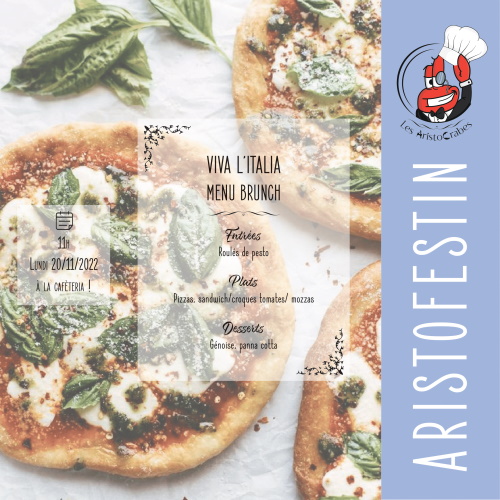 Les AristoCrabes
ARISTOFESTIN
VIVA L'ITALIA
MENU BRUNCH
Entrées
Roulés de pesto
Plats
Pizzas, sandwich/croques tomates/ mozzas
Desserts
Génoise, panna cotta
11h
Lundi 20/11/2022
à la cafèteria !